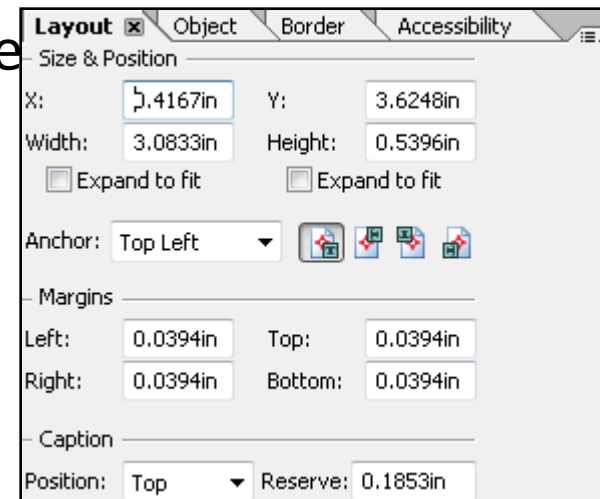 Layout Object Border Accessibility
e
Size & Position
X: .4167in Y: 3.6248in
Width: 3.0833in Height: 0.5396in
Expand to fit Expand to fit
Anchor: Top Left
Margins
Left: 0.0394in Top: 0.0394in
Right: 0.0394in Bottom: 0.0394in
Caption
Position: Top Reserve: 0.1853in